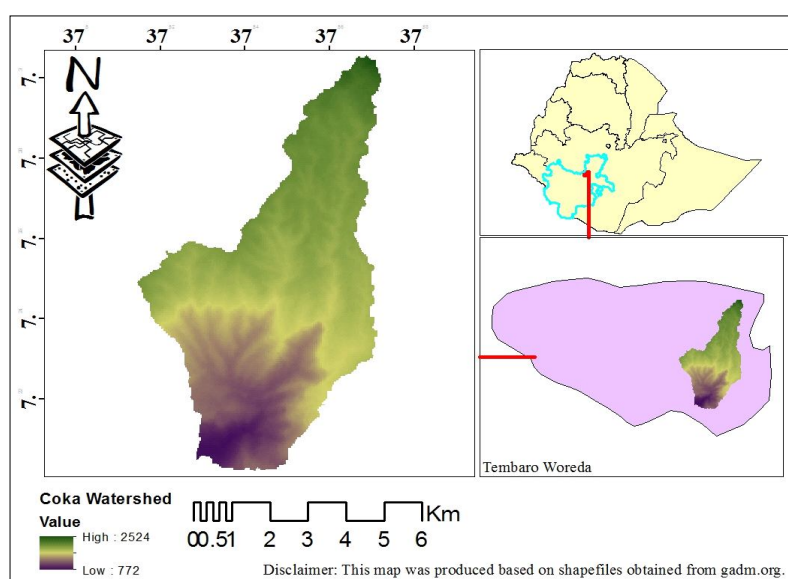 37° 37 37 37 37
N
7.
7.
7.
7.
7.
Tembaro Woreda
Coka Watershed
Value
High : 2524
Low : 772
00.51 2 3 4 5 6 Km
Disclaimer: This map was produced based on shapefiles obtained from gadm.org.